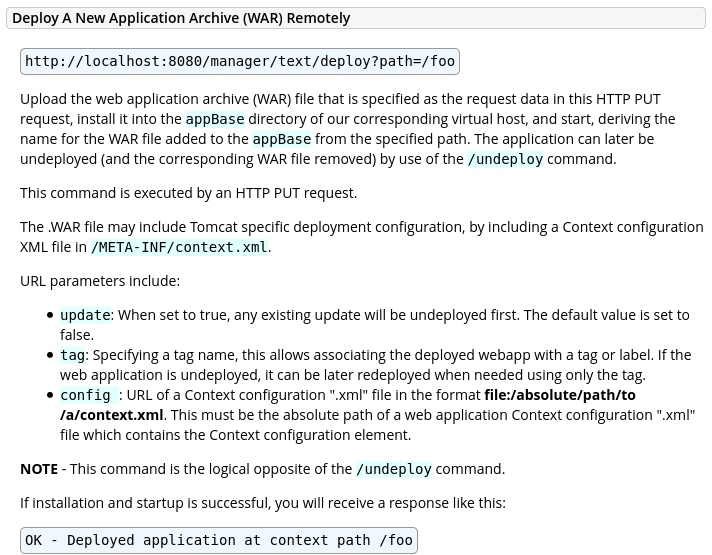 Deploy A New Application Archive (WAR) Remotely
http://localhost:8080/manager/text/deploy?path=/foo
Upload the web application archive (WAR) file that is specified as the request data in this HTTP PUT
request, install it into the appBase directory of our corresponding virtual host, and start, deriving the
name for the WAR file added to the appBase from the specified path. The application can later be
undeployed (and the corresponding WAR file removed) by use of the /undeploy command.
This command is executed by an HTTP PUT request.
The .WAR file may include Tomcat specific deployment configuration, by including a Context configuration
XML file in /META-INF/context.xml.
URL parameters include:
• update: When set to true, any existing update will be undeployed first. The default value is set to
false.
• tag: Specifying a tag name, this allows associating the deployed webapp with a tag or label. If the
web application is undeployed, it can be later redeployed when needed using only the tag.
• config : URL of a Context configuration ".xml" file in the format file:/absolute/path/to
/a/context.xml. This must be the absolute path of a web application Context configuration ".xml"
file which contains the Context configuration element.
NOTE - This command is the logical opposite of the /undeploy command.
If installation and startup is successful, you will receive a response like this:
OK - Deployed application at context path /foo